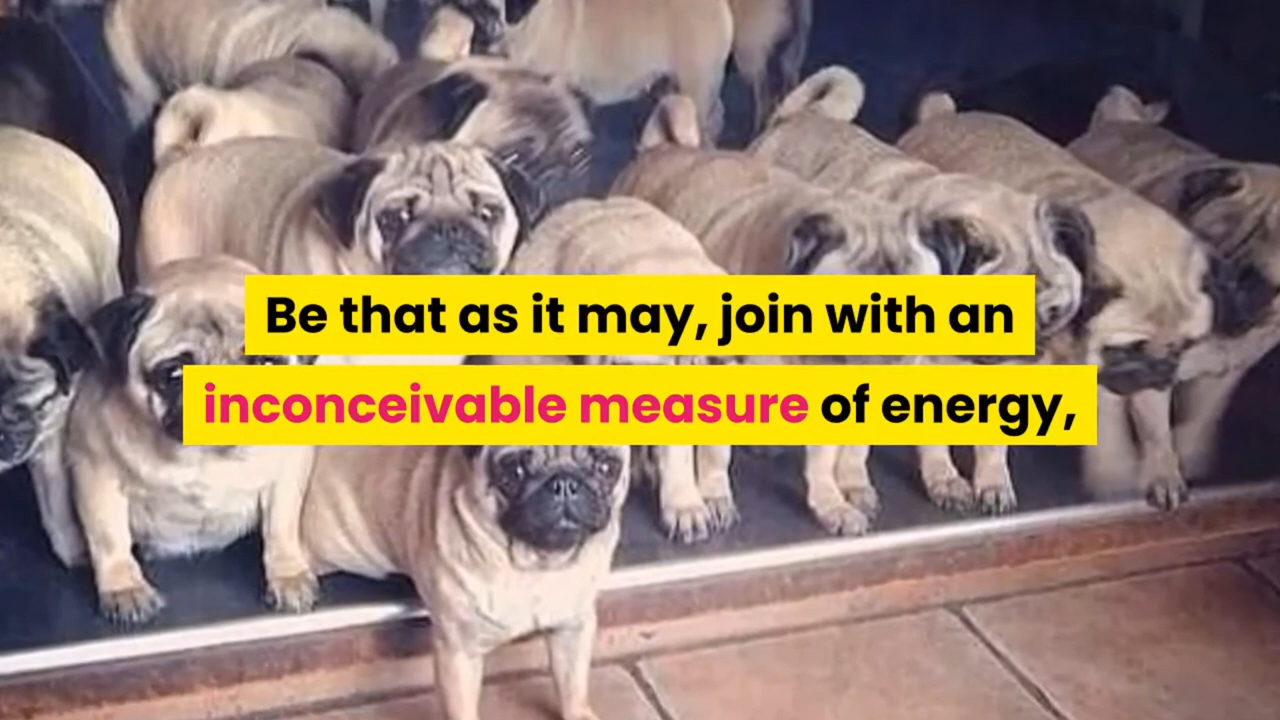 Be that as it may, join with an
inconceivable measure of energy,